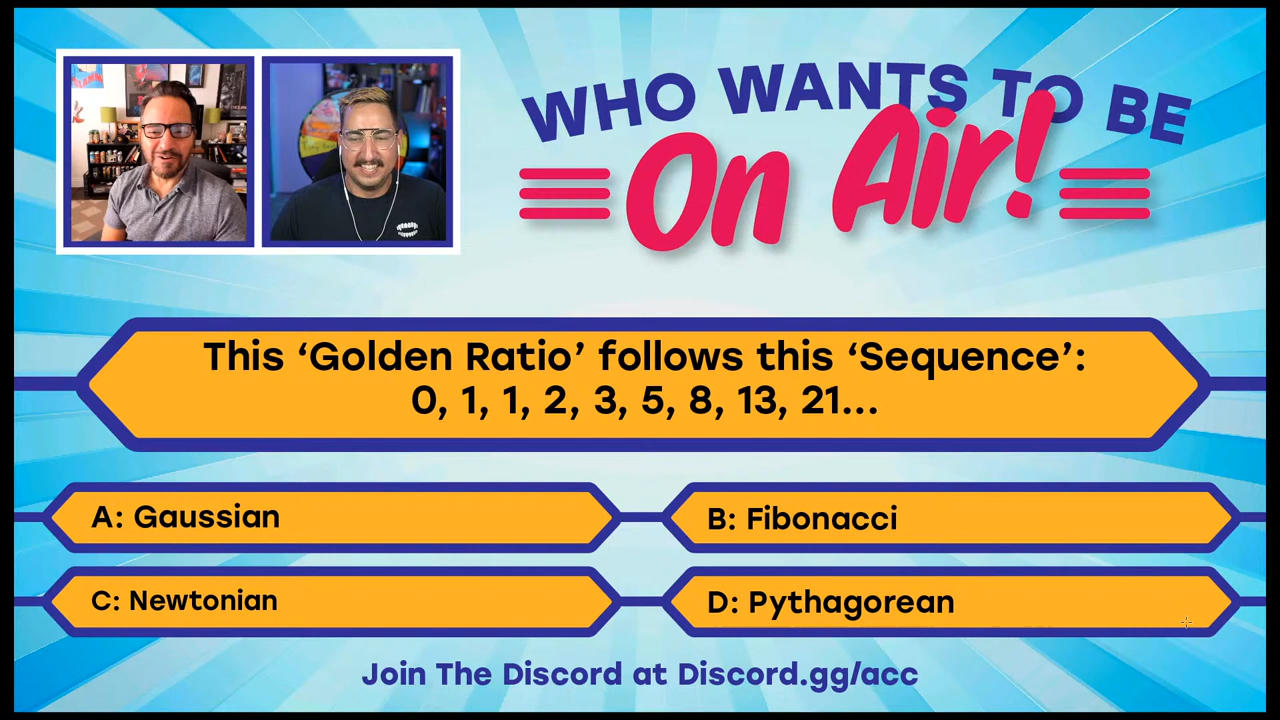 WHO WANTS TO BE
On Air!
This ‘Golden Ratio’ follows this ‘Sequence’:
0, 1, 1, 2, 3, 5, 8, 13, 21...
A: Gaussian
B: Fibonacci
C: Newtonian
D: Pythagorean
Join The Discord at Discord.gg/acc